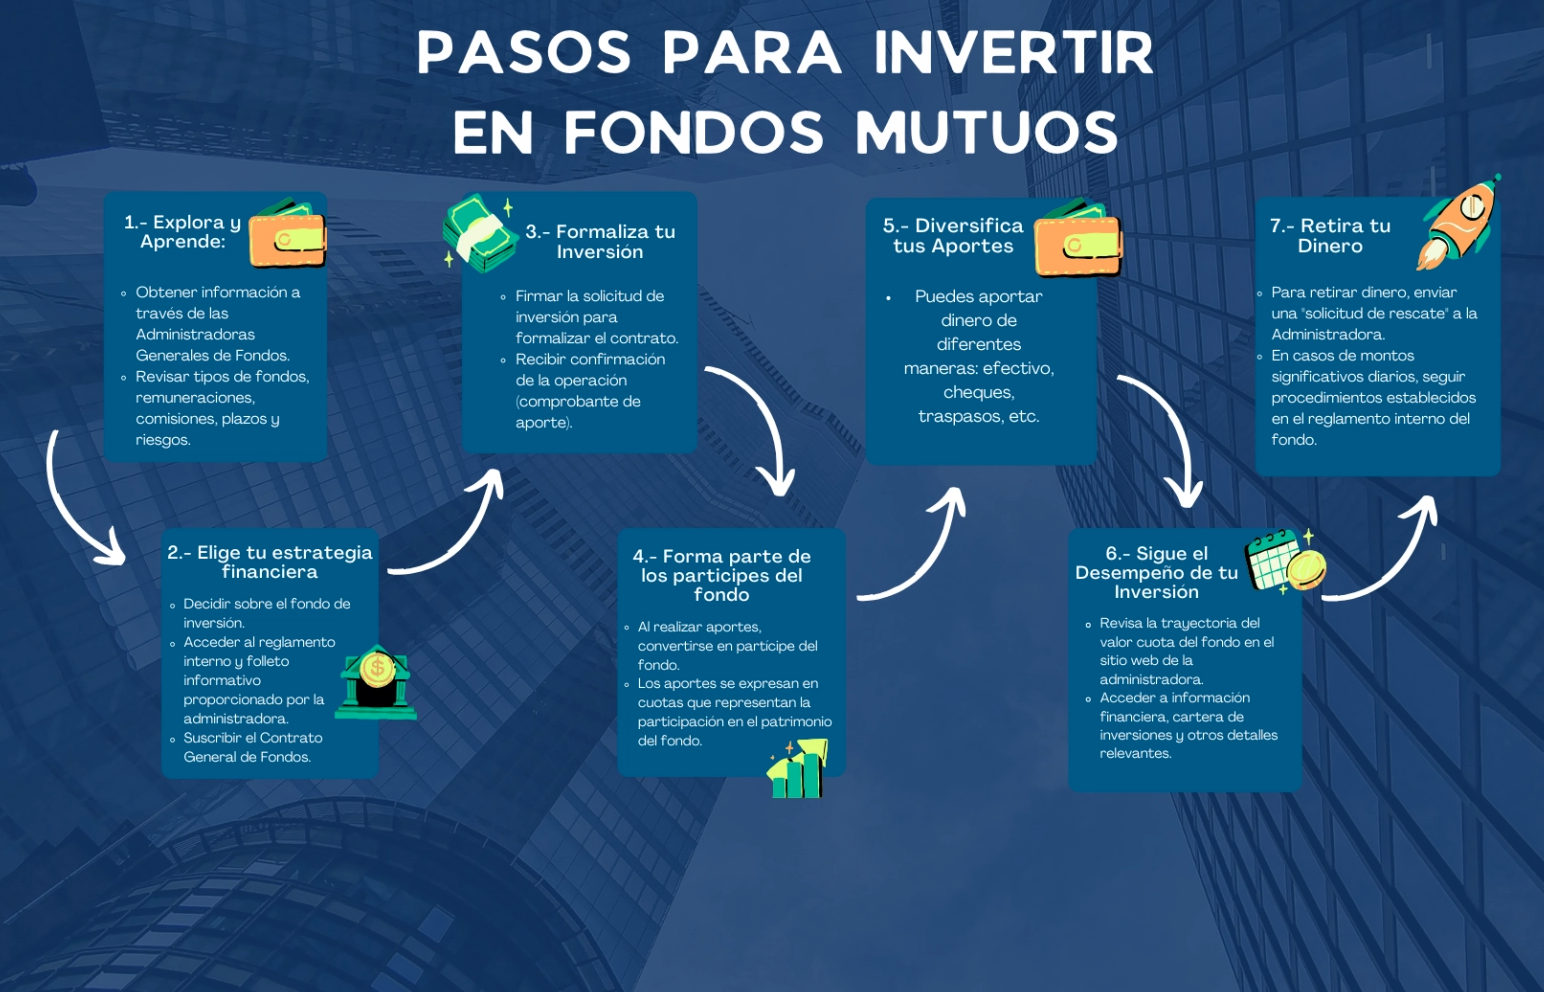 PASOS PARA INVERTIR
EN FONDOS MUTUOS
1.- Explora y
Aprende:
Obtener información a
través de las
Administradoras
Generales de Fondos.
Revisar tipos de fondos,
remuneraciones,
comisiones, plazos y
riesgos.
2.- Elige tu estrategia
financiera
Decidir sobre el fondo de
inversión.
Acceder al reglamento
interno y folleto
informativo
proporcionado por la
administradora.
Suscribir el Contrato
General de Fondos.
3.- Formaliza tu
Inversión
Firmar la solicitud de
inversión para
formalizar el contrato.
Recibir confirmación
de la operación
(comprobante de
aporte).
4.- Forma parte de
los participes del
fondo
Al realizar aportes,
convertirse en partícipe del
fondo.
Los aportes se expresan en
cuotas que representan la
participación en el patrimonio
del fondo.
5.- Diversifica
tus Aportes
Puedes aportar
dinero de
diferentes
maneras: efectivo,
cheques,
traspasos, etc.
6.- Sigue el
Desempeño de tu
Inversión
Revisa la trayectoria del
valor cuota del fondo en el
sitio web de la
administradora.
Acceder a información
financiera, cartera de
inversiones y otros detalles
relevantes.
7.- Retira tu
Dinero
Para retirar dinero, enviar
una "solicitud de rescate" a la
Administradora.
En casos de montos
significativos diarios, seguir
procedimientos establecidos
en el reglamento interno del
fondo.